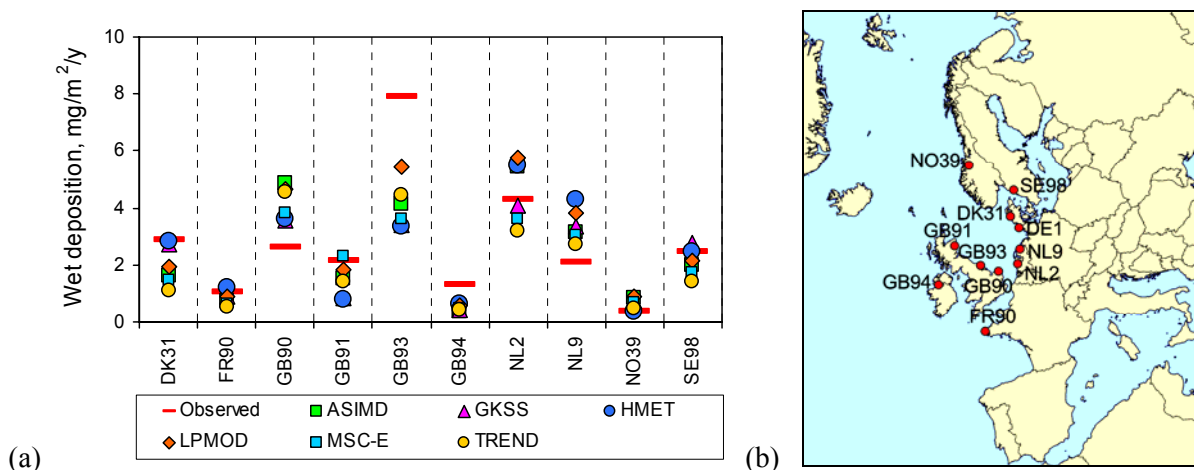 Wet deposition, mg/m²/y
10
8
6
4
2
0
DK31
FR90
GB90
GB91
GB93
GB94
NL2
NL9
NO39
SE98
Observed ASIMD GKSS HMET
LPMOD MSC-E TREND
(a)
NO39
SE98
DK31
DE1
GB91
GB93
NL9
NL2
GB94
GB90
FR90
(b)